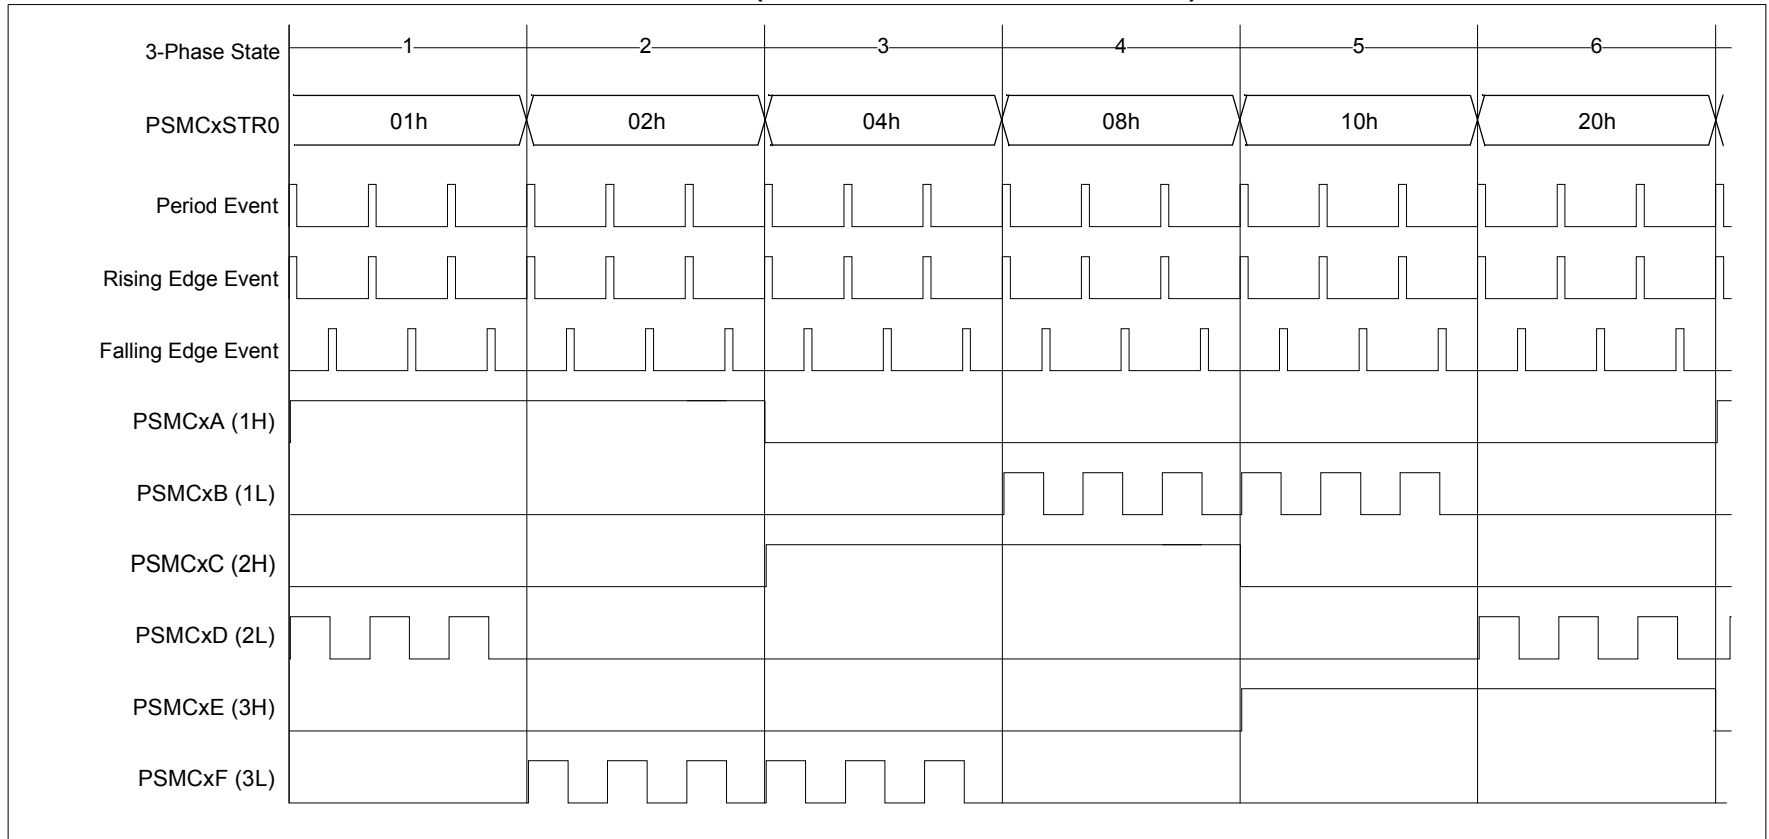 3-Phase State 1 2 3 4 5 6
PSMCxSTR0 01h 02h 04h 08h 10h 20h
Period Event
Rising Edge Event
Falling Edge Event
PSMCxA (1H)
PSMCxB (1L)
PSMCxC (2H)
PSMCxD (2L)
PSMCxE (3H)
PSMCxF (3L)